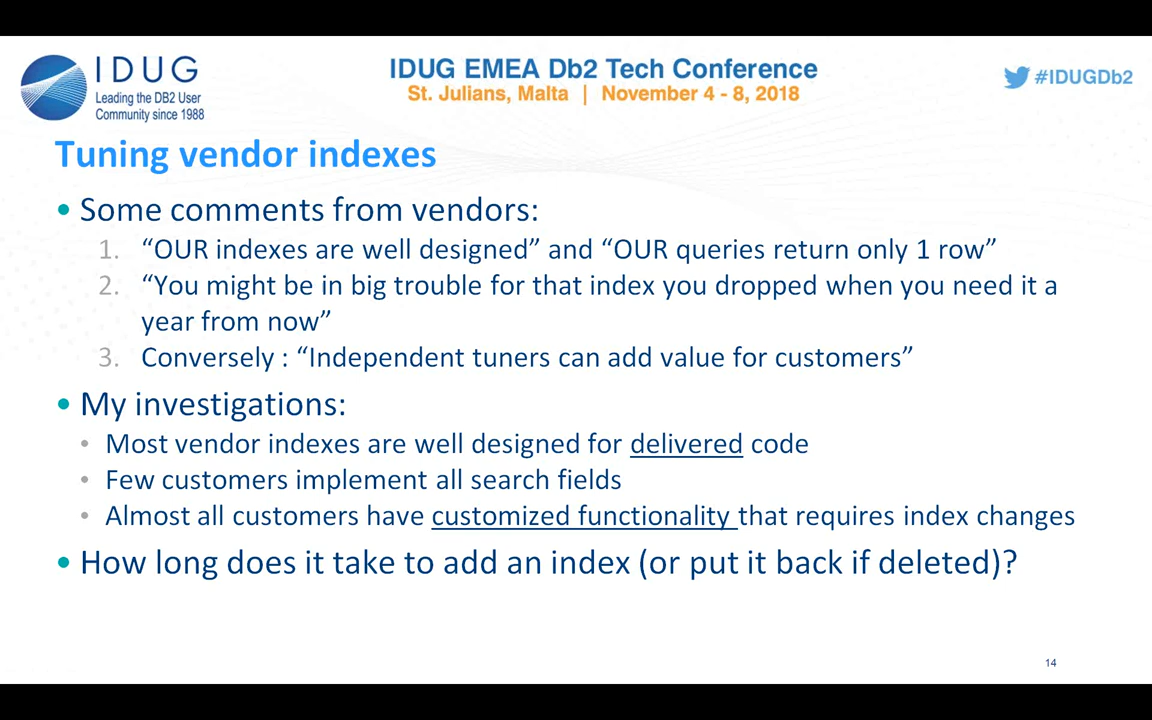 IDUG
Leading the DB2 User
Community since 1988
IDUG EMEA Db2 Tech Conference
St. Julians, Malta | November 4 - 8, 2018
#IDUGDb2
Tuning vendor indexes
• Some comments from vendors:
1. “OUR indexes are well designed” and “OUR queries return only 1 row”
2. “You might be in big trouble for that index you dropped when you need it a
year from now”
3. Conversely : “Independent tuners can add value for customers”
• My investigations:
• Most vendor indexes are well designed for delivered code
• Few customers implement all search fields
• Almost all customers have customized functionality that requires index changes
• How long does it take to add an index (or put it back if deleted)?
14